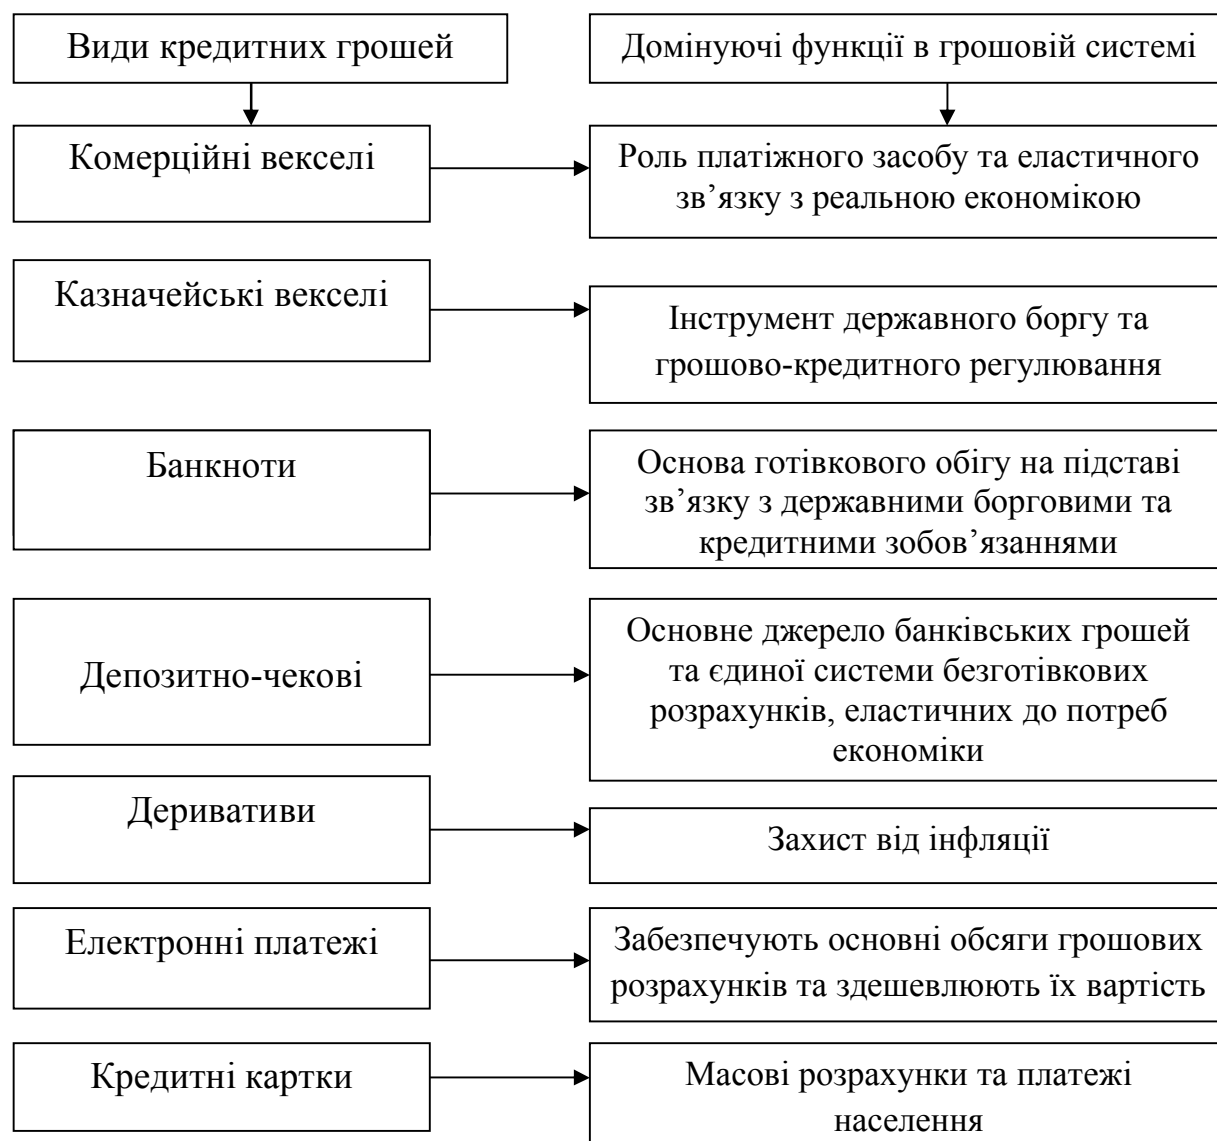 Види кредитних грошей
Домінуючі функції в грошовій системі
Комерційні векселі
Роль платіжного засобу та еластичного
зв’язку з реальною економікою
Казначейські векселі
Інструмент державного боргу та
грошово-кредитного регулювання
Банкноти
Основа готівкового обігу на підставі
зв’язку з державними борговими та
кредитними зобов’язаннями
Депозитно-чекові
Основне джерело банківських грошей
та єдиної системи безготівкових
розрахунків, еластичних до потреб
економіки
Деривативи
Захист від інфляції
Електронні платежі
Забезпечують основні обсяги грошових
розрахунків та здешевлюють їх вартість
Кредитні картки
Масові розрахунки та платежі
населення